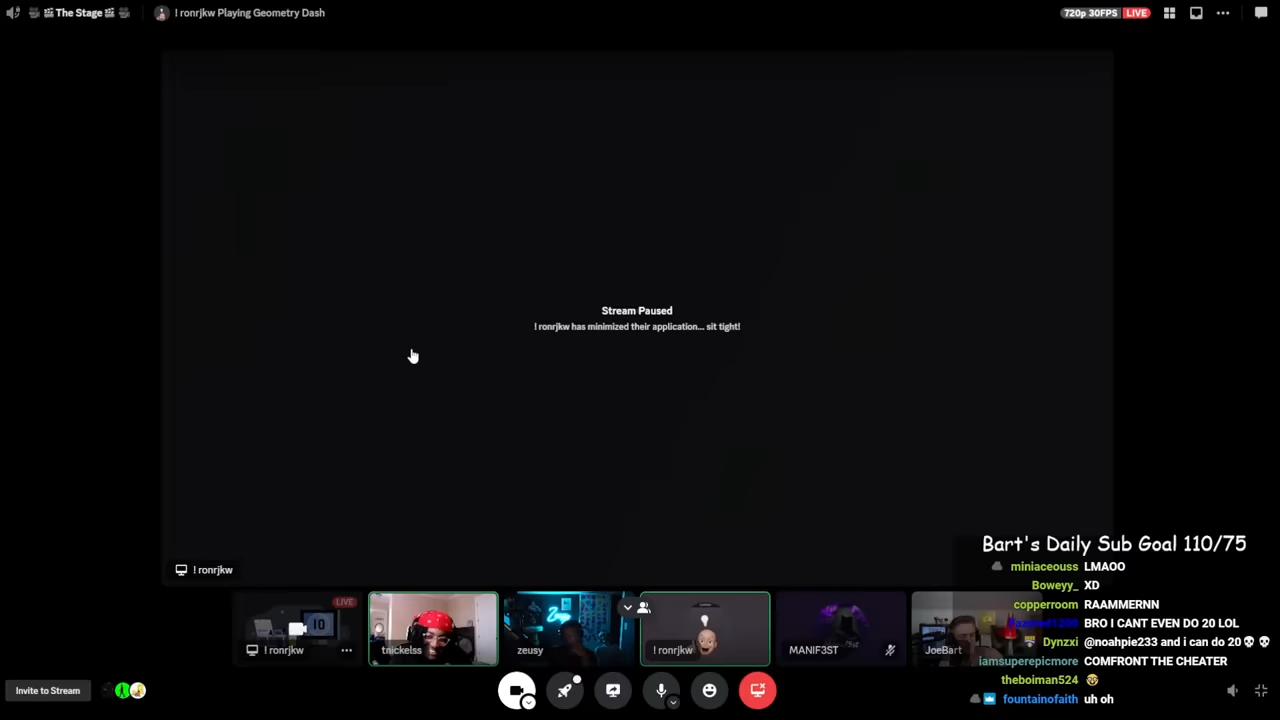 The Stage
! ronrjkw Playing Geometry Dash
720p 30FPS LIVE
Stream Paused
! ronrjkw has minimized their application... sit tight!
! ronrjkw
Bart's Daily Sub Goal 110/75
miniaceouss LMAOO
Boweyy_ XD
copperroom RAAMMERNN
BRO I CANT EVEN DO 20 LOL
Dynzxi @noahpie233 and i can do 20💀💀
iamsuperepicmore COMFRONT THE CHEATER
theboiman524
fountainofaith uh oh
LIVE
10
! ronrjkw
tnickelss
zeusy
! ronrjkw
MANIF3ST
JoeBart
Invite to Stream